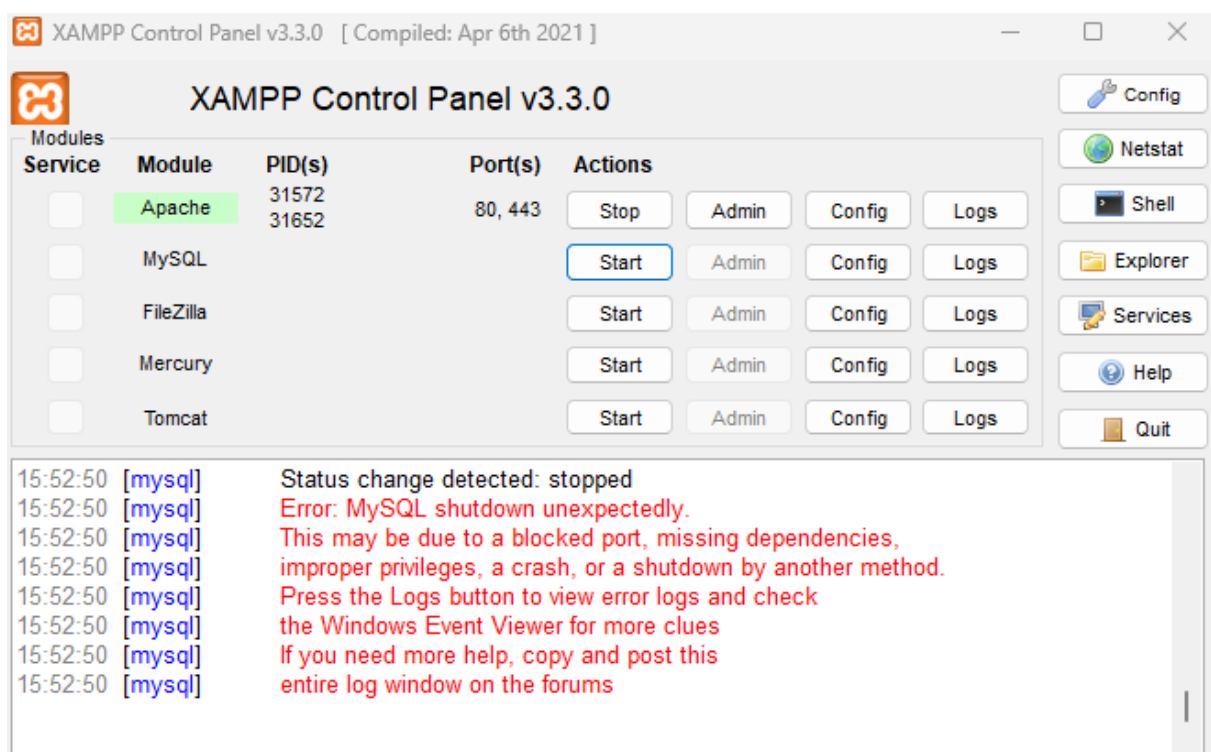 XAMPP Control Panel v3.3.0 [ Compiled: Apr 6th 2021 ]
XAMPP Control Panel v3.3.0
Config
Modules
Netstat
Service Module PID(s) Port(s) Actions
Apache 31572 31652 80, 443 Stop Admin Config Logs
Shell
MySQL Start Admin Config Logs
Explorer
FileZilla Start Admin Config Logs
Services
Mercury Start Admin Config Logs
Help
Tomcat Start Admin Config Logs
Quit
15:52:50 [mysql] Status change detected: stopped
15:52:50 [mysql] Error: MySQL shutdown unexpectedly.
15:52:50 [mysql] This may be due to a blocked port, missing dependencies,
15:52:50 [mysql] improper privileges, a crash, or a shutdown by another method.
15:52:50 [mysql] Press the Logs button to view error logs and check
15:52:50 [mysql] the Windows Event Viewer for more clues
15:52:50 [mysql] If you need more help, copy and post this
15:52:50 [mysql] entire log window on the forums